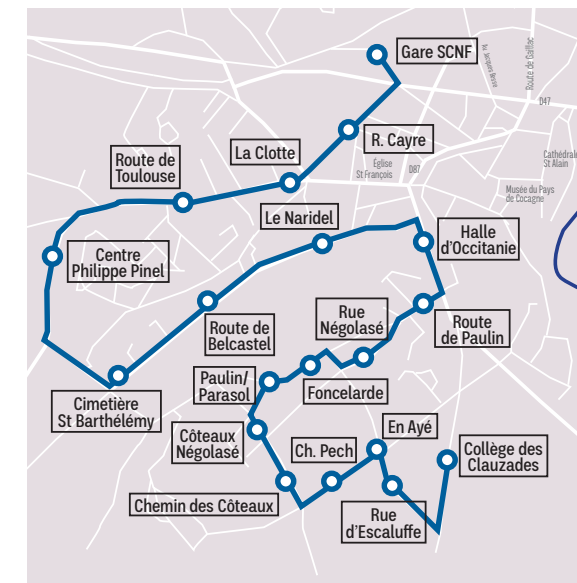 Gare SCNF
Av. Jacques Besse
Route de Gaillac
D47
R. Cayre
La Clotte
Église
St François
D87
Cathédrale
St Alain
Route de
Toulouse
Musée du Pays
de Cocagne
Le Naridel
Halle
d'Occitanie
Centre
Philippe Pinel
Rue
Négolasé
Route de
Belcastel
Route
de Paulin
Paulin/
Parasol
Foncelarde
Cimetière
St Barthélémy
Côteaux
Négolasé
En Ayé
Ch. Pech
Collège des
Clauzades
Chemin des Côteaux
Rue
d'Escaluffe